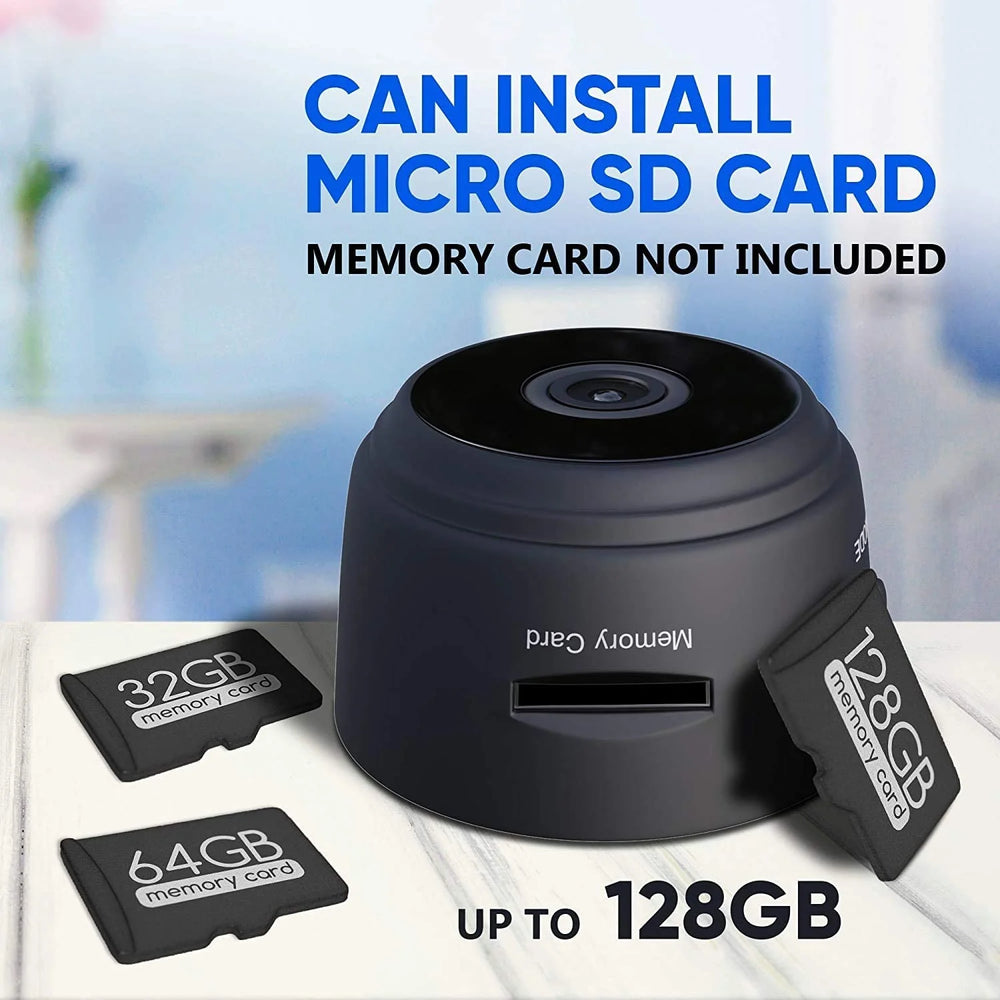 CAN INSTALL
MICRO SD CARD
MEMORY CARD NOT INCLUDED
Memory Card
32GB
memory card
64GB
memory card
128GB
memory card
UP TO 128GB